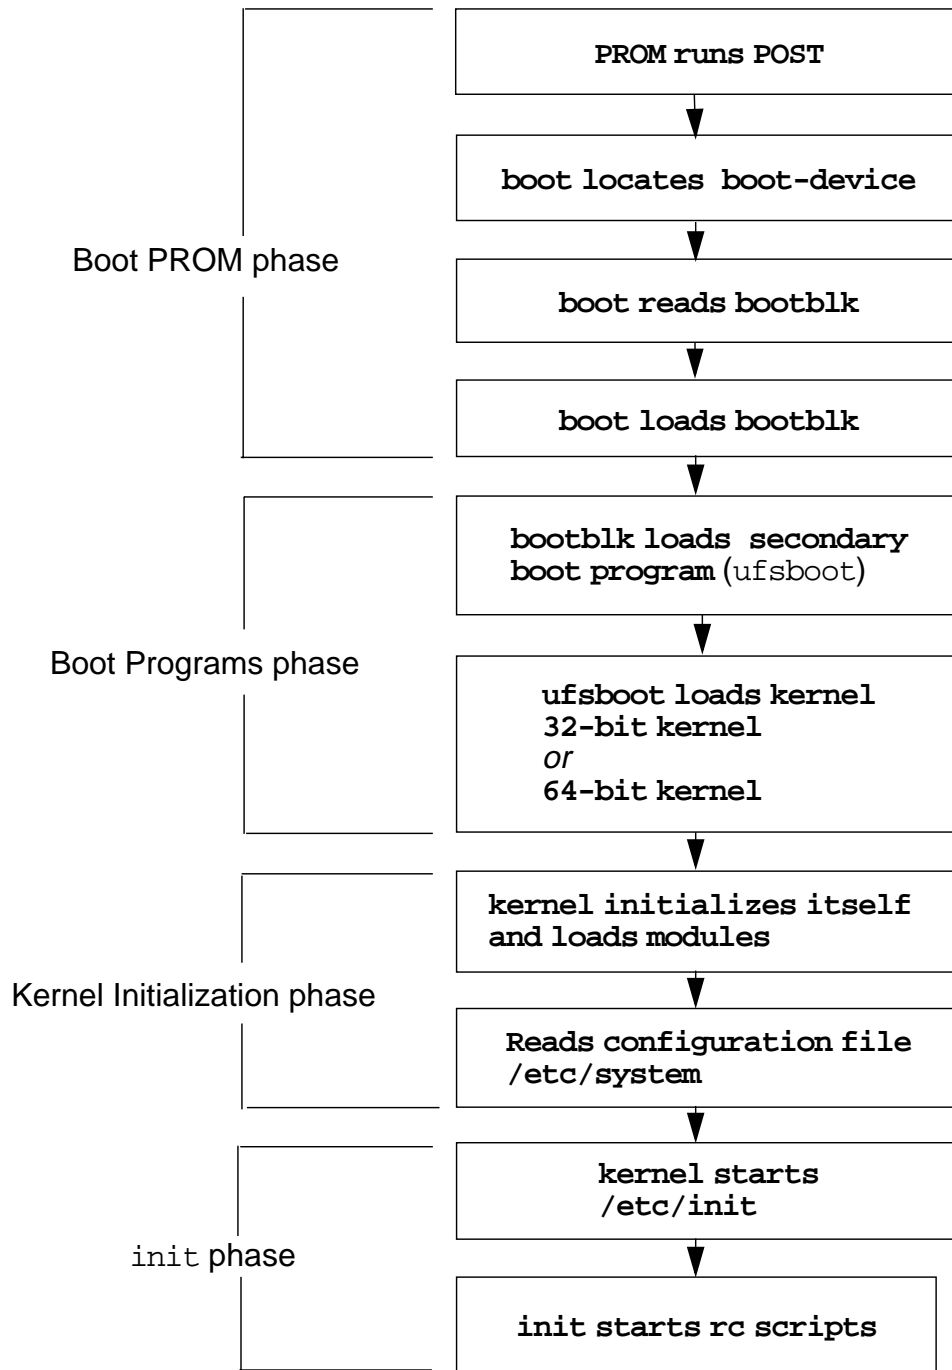 PROM runs POST
boot locates boot-device
Boot PROM phase
boot reads bootblk
boot loads bootblk
bootblk loads secondary
boot program (ufsboot)
Boot Programs phase
ufsboot loads kernel
32-bit kernel
or
64-bit kernel
kernel initializes itself
and loads modules
Kernel Initialization phase
Reads configuration file
/etc/system
kernel starts
/etc/init
init phase
init starts rc scripts